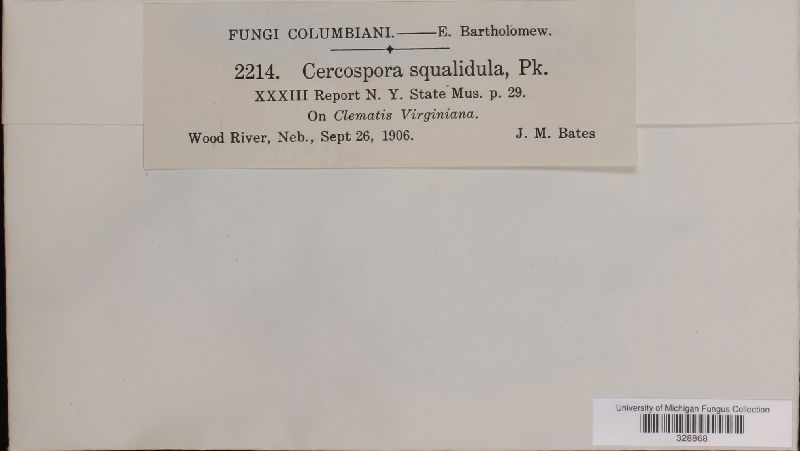 FUNGI COLUMBIANI.——E. Bartholomew.
2214. Cercospora squalidula, Pk.
XXXIII Report N. Y. State Mus. p. 29.
On Clematis Virginiana.
Wood River, Neb., Sept 26, 1906. J. M. Bates
University of Michigan Fungus Collection
328868